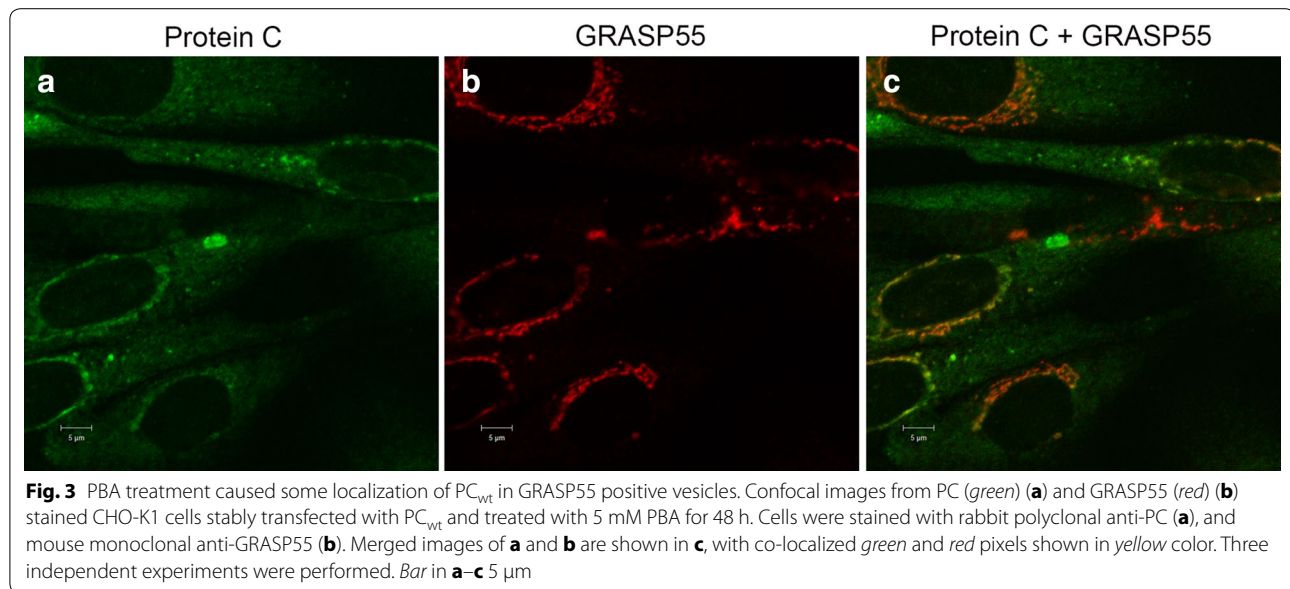 Protein C GRASP55 Protein C + GRASP55
a b c
5 µm 5 µm 5 µm
Fig. 3 PBA treatment caused some localization of PCwt in GRASP55 positive vesicles. Confocal images from PC (green) (a) and GRASP55 (red) (b)
stained CHO-K1 cells stably transfected with PCwt and treated with 5 mM PBA for 48 h. Cells were stained with rabbit polyclonal anti-PC (a), and
mouse monoclonal anti-GRASP55 (b). Merged images of a and b are shown in c, with co-localized green and red pixels shown in yellow color. Three
independent experiments were performed. Bar in a–c 5 µm